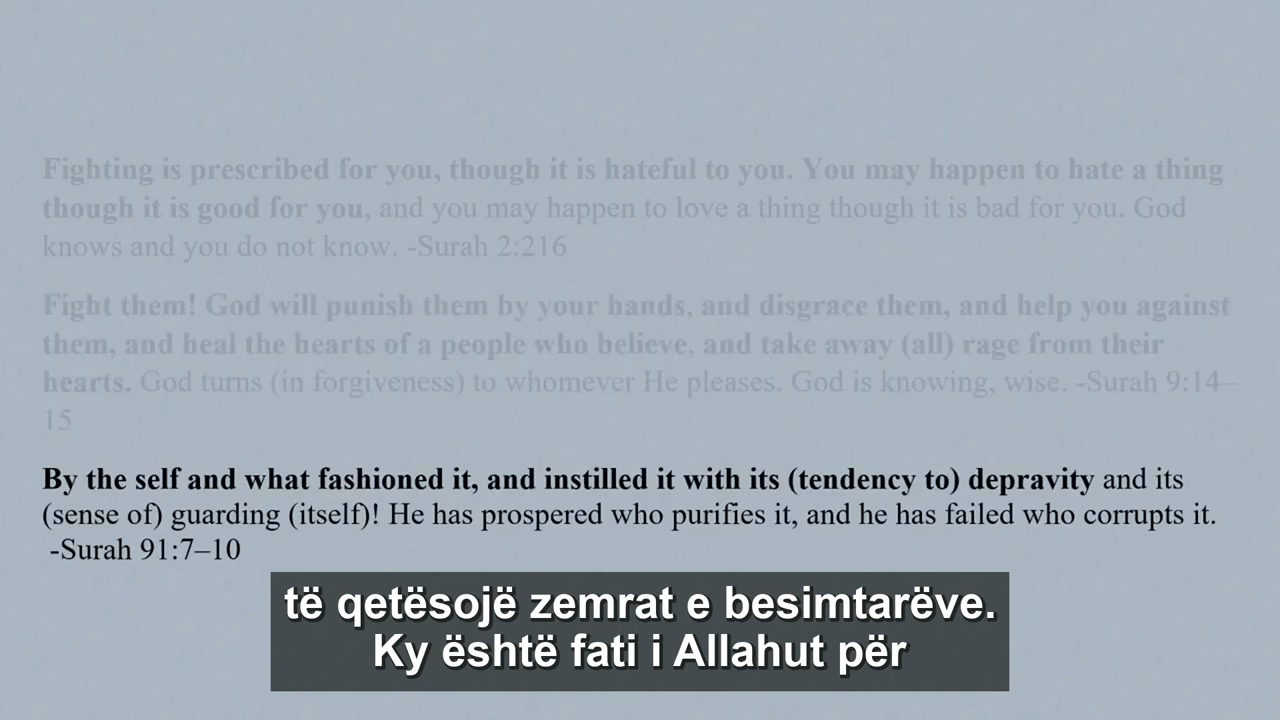 Fighting is prescribed for you, though it is hateful to you. You may happen to hate a thing
though it is good for you, and you may happen to love a thing though it is bad for you. God
knows and you do not know. -Surah 2:216
Fight them! God will punish them by your hands, and disgrace them, and help you against
them, and heal the hearts of a people who believe, and take away (all) rage from their
hearts. God turns (in forgiveness) to whomever He pleases. God is knowing, wise. -Surah 9:14–
15
By the self and what fashioned it, and instilled it with its (tendency to) depravity and its
(sense of) guarding (itself)! He has prospered who purifies it, and he has failed who corrupts it.
-Surah 91:7–10
të qetësojë zemrat e besimtarëve.
Ky është fati i Allahut për